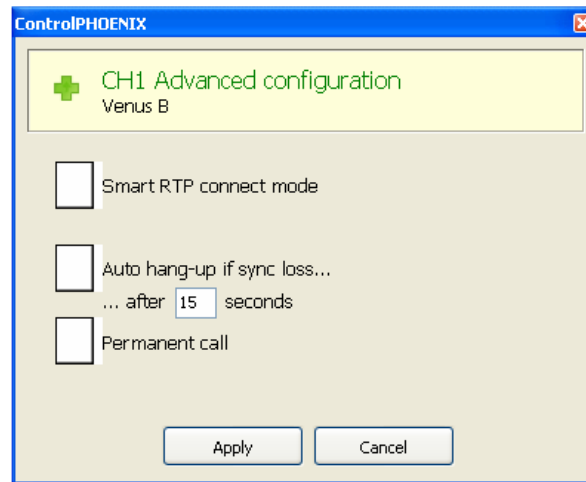 ControlPHOENIX
CH1 Advanced configuration
Venus B
Smart RTP connect mode
Auto hang-up if sync loss...
... after 15 seconds
Permanent call
Apply Cancel